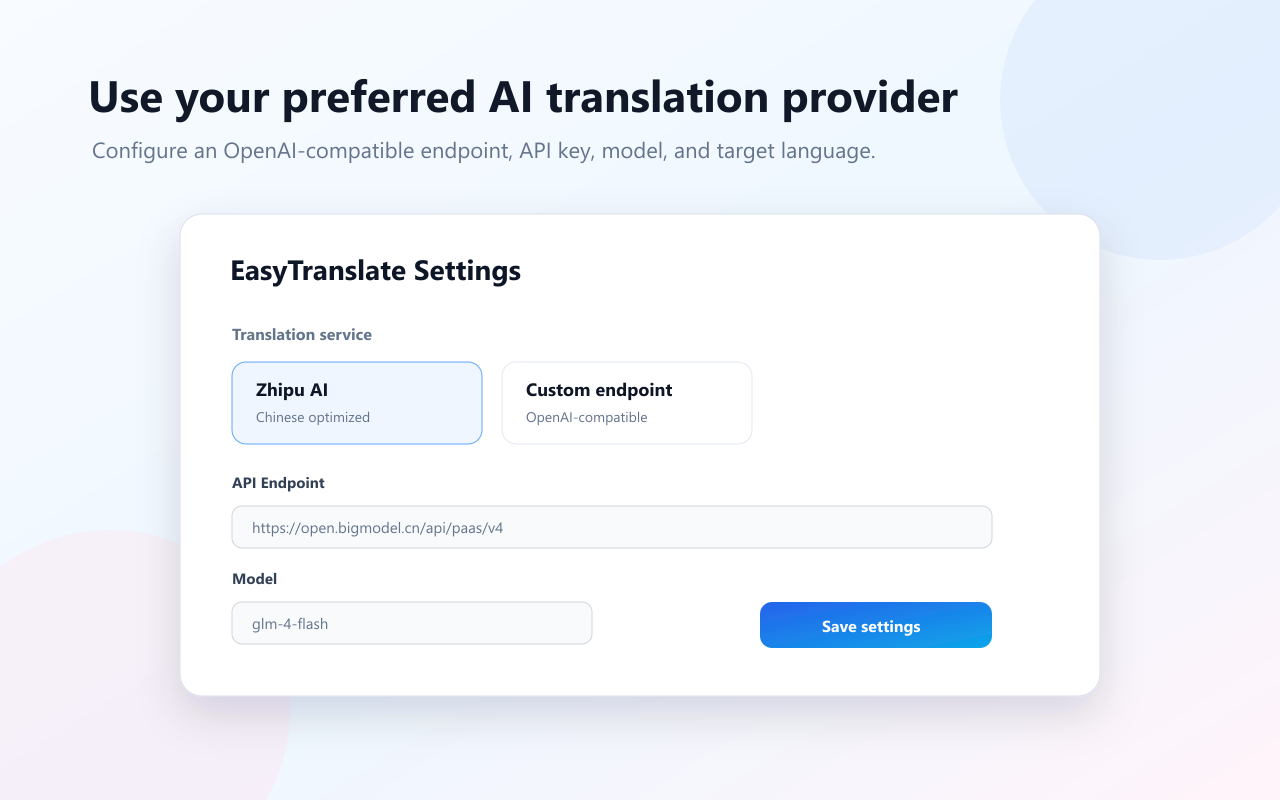 Use your preferred AI translation provider
Configure an OpenAI-compatible endpoint, API key, model, and target language.
EasyTranslate Settings
Translation service
Zhipu AI
Chinese optimized
Custom endpoint
OpenAI-compatible
API Endpoint
https://open.bigmodel.cn/api/paas/v4
Model
glm-4-flash
Save settings